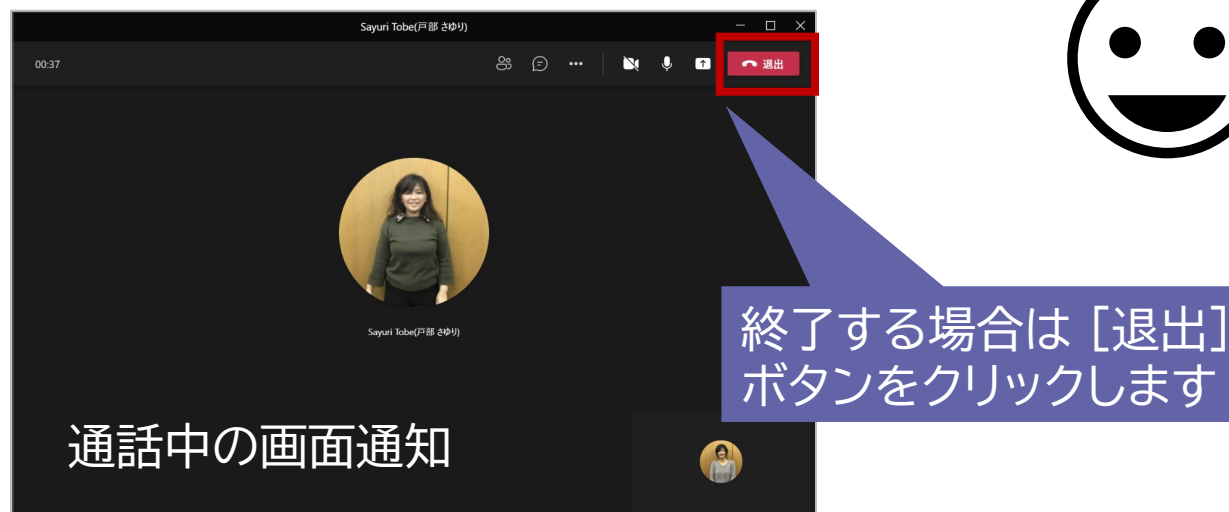 Sayuri Tobe(戸部 さゆり)
00:37
退出
Sayuri Tobe(戸部 さゆり)
終了する場合は [退出]
ボタンをクリックします
通話中の画面通知